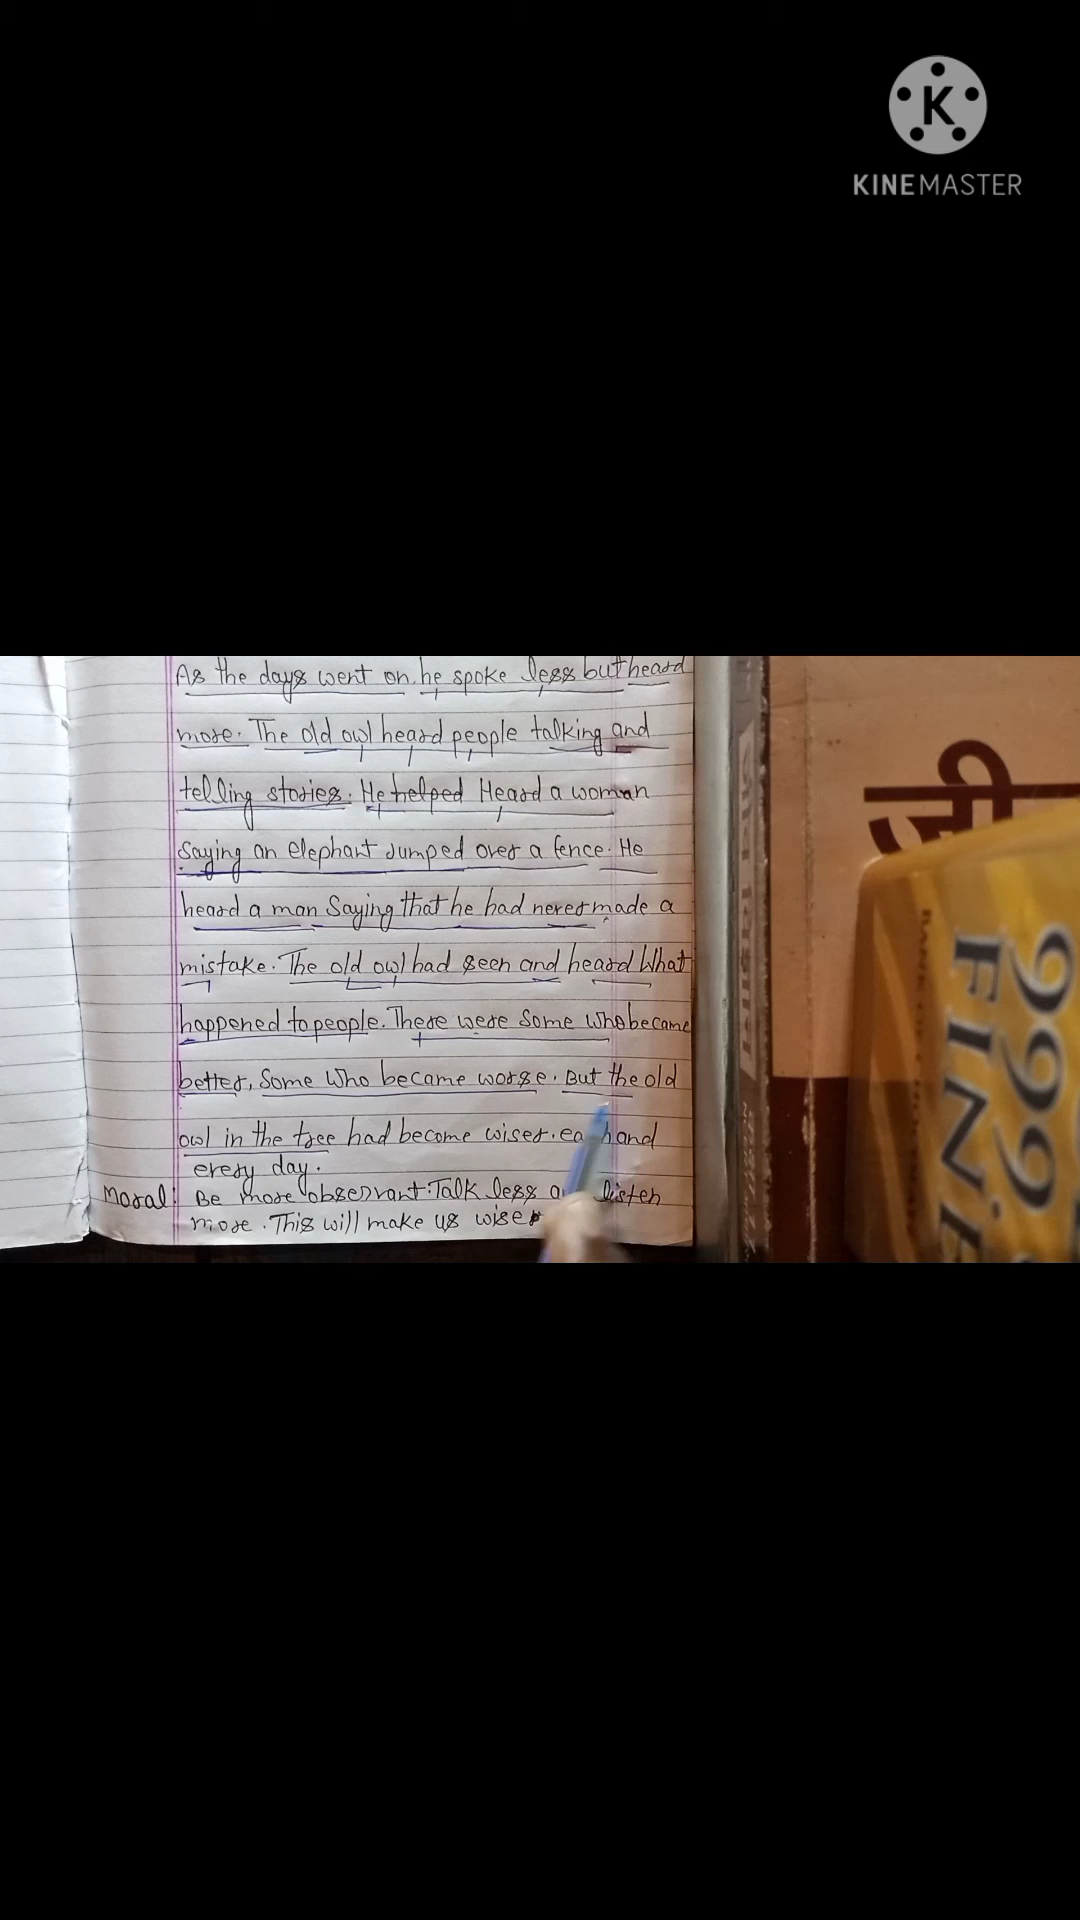 KINEMASTER
As the days went on, he spoke less but heard
more. The old owl heard people talking and
telling stories. He helped Heard a woman
saying an elephant Jumped over a fence. He
heard a man Saying that he had never made a
mistake. The old owl had seen and heard What
happened to people. There were Some who became
better, Some Who became worse. But the old
owl in the tree had become wiser. and
every day.
Moral: Be more observant. Talk less listen
more. This will make us wiser
जी
999.9
FINE